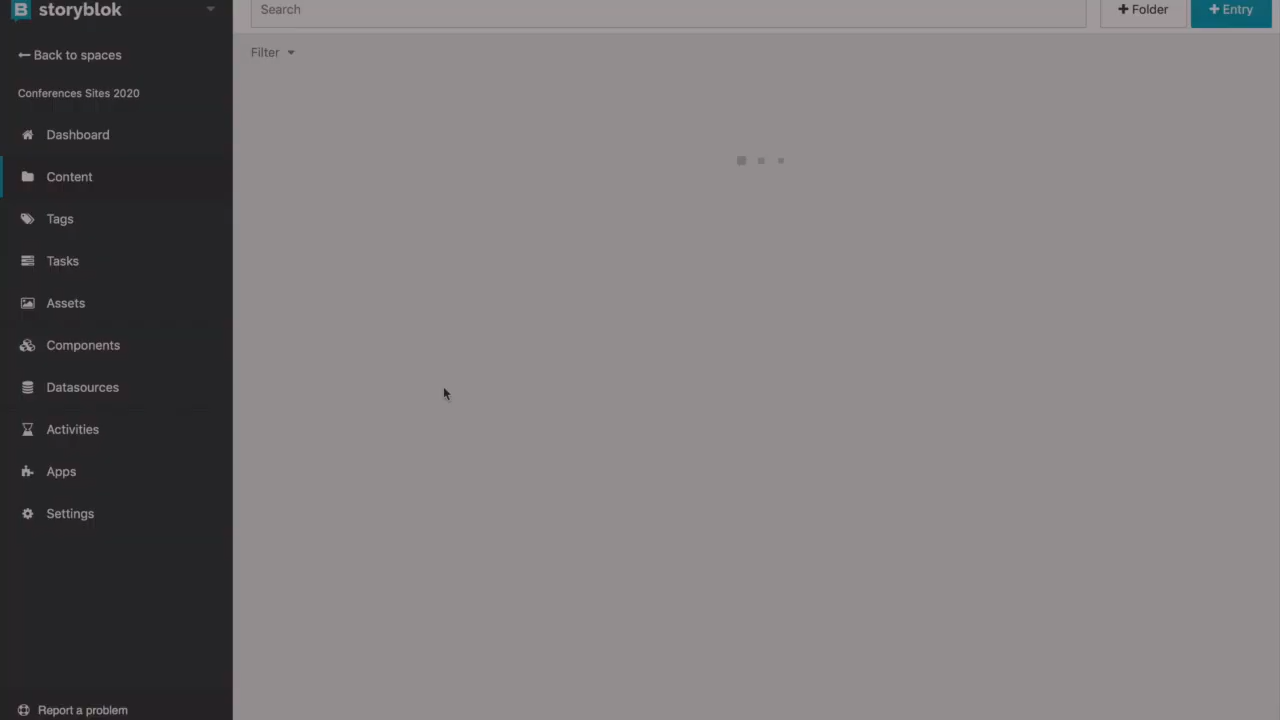 storyblok
Search
+ Folder
+ Entry
← Back to spaces
Filter
Conferences Sites 2020
Dashboard
Content
Tags
Tasks
Assets
Components
Datasources
Activities
Apps
Settings
Report a problem